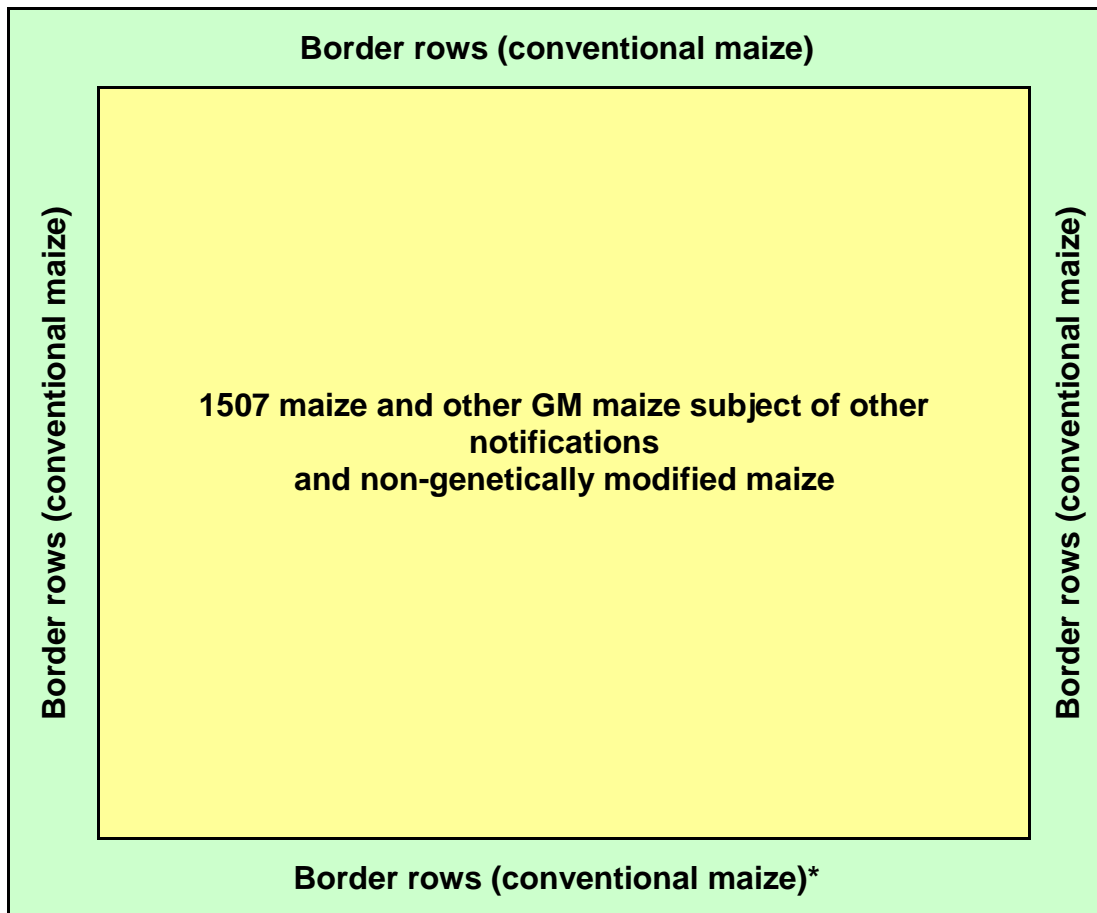 Border rows (conventional maize)
Border rows (conventional maize)
1507 maize and other GM maize subject of other
notifications
and non-genetically modified maize
Border rows (conventional maize)
Border rows (conventional maize)*